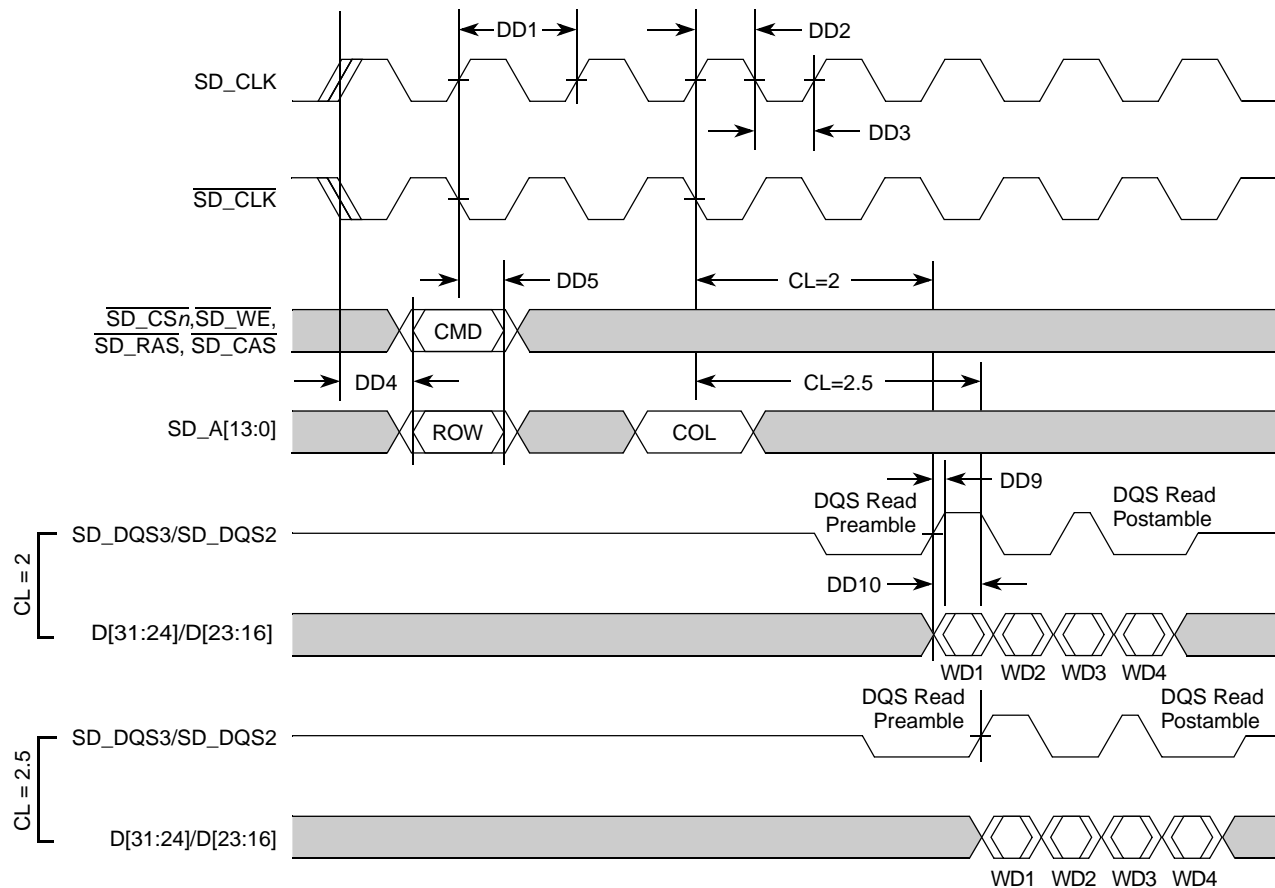 DD1
DD2
SD_CLK
DD3
SD_CLK
CL=2
DD5
SD_CSn,SD_WE,
SD_RAS, SD_CAS
CMD
DD4
CL=2.5
SD_A[13:0]
ROW
COL
DD9
DQS Read
Preamble
DQS Read
Postamble
SD_DQS3/SD_DQS2
CL = 2
DD10
D[31:24]/D[23:16]
WD1 WD2 WD3 WD4
DQS Read
Preamble
DQS Read
Postamble
SD_DQS3/SD_DQS2
CL = 2.5
D[31:24]/D[23:16]
WD1 WD2 WD3 WD4